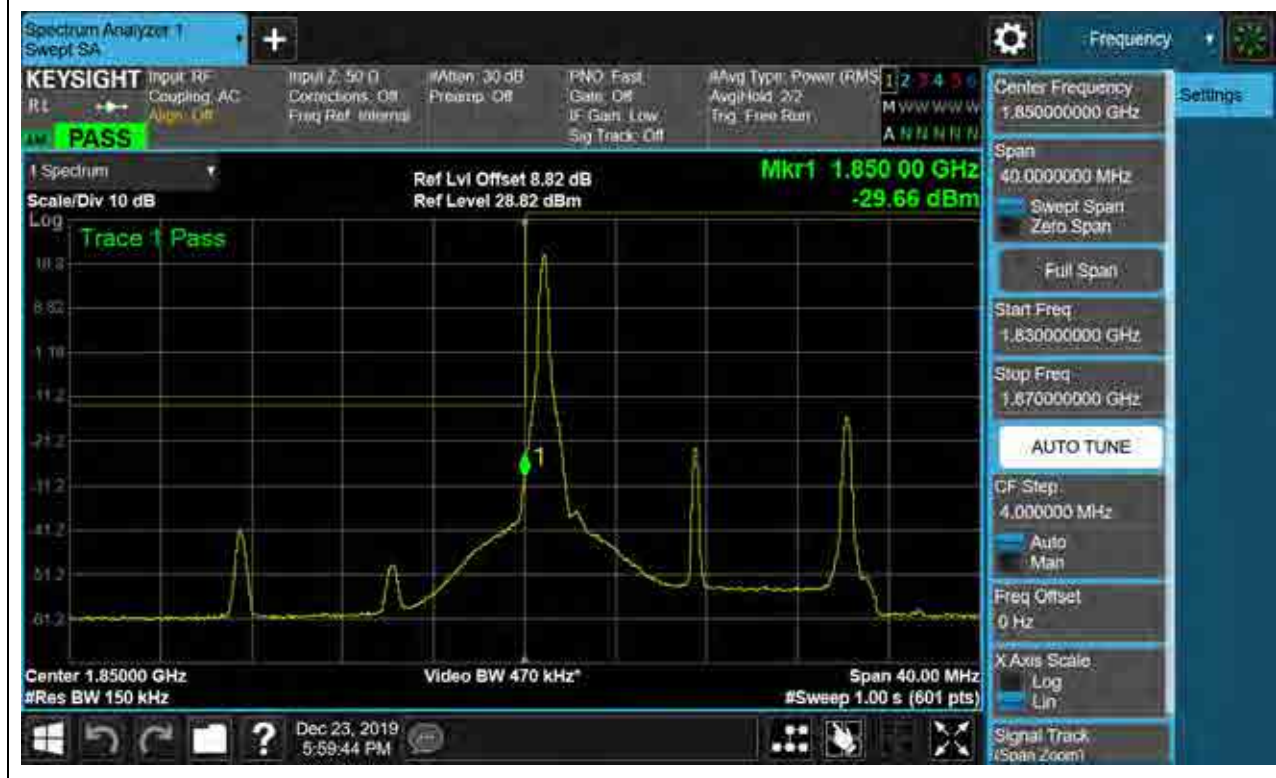 Spectrum Analyzer 1
Swept SA
+
Frequency
KEYSIGHT
RL
PASS
Input: RF
Coupling: AC
Align: Off
Input Z: 50 Ω
Corrections: Off
Freq Ref: Internal
#Atten: 30 dB
Preamp: Off
PNO: Fast
Gate: Off
IF Gain: Low
Sig Track: Off
#Avg Type: Power (RMS
Avg|Hold: 2/2
Trig: Free Run
1 2 3 4 5 6
M W W W W W
A N N N N N
1 Spectrum
Scale/Div 10 dB
Log
Ref Lvl Offset 8.82 dB
Ref Level 28.82 dBm
Mkr1 1.850 00 GHz
-29.66 dBm
Trace 1 Pass
8.82
-11.2
-21.2
-41.2
-51.2
-61.2
1
Center 1.85000 GHz
#Res BW 150 kHz
Video BW 470 kHz*
Span 40.00 MHz
#Sweep 1.00 s (601 pts)
Dec 23, 2019
5:59:44 PM
?
Center Frequency
1.850000000 GHz
Settings
Span
40.0000000 MHz
Swept Span
Zero Span
Full Span
Start Freq
1.830000000 GHz
Stop Freq
1.870000000 GHz
AUTO TUNE
CF Step
4.000000 MHz
Auto
Man
Freq Offset
0 Hz
X Axis Scale
Log
Lin
Signal Track
(Span Zoom)